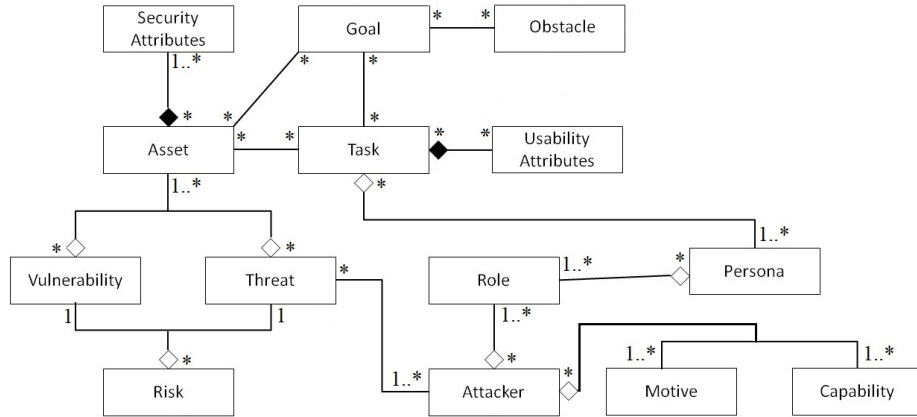 Security
Attributes
Goal
*
*
Obstacle
1..*
*
*
*
*
*
Asset
*
*
Task
*
*
Usability
Attributes
1..*
*
*
*
1..*
Vulnerability
Threat
*
Role
1..*
*
Persona
1
1
1..*
*
*
1..*
*
1..*
1..*
Risk
Attacker
Motive
Capability